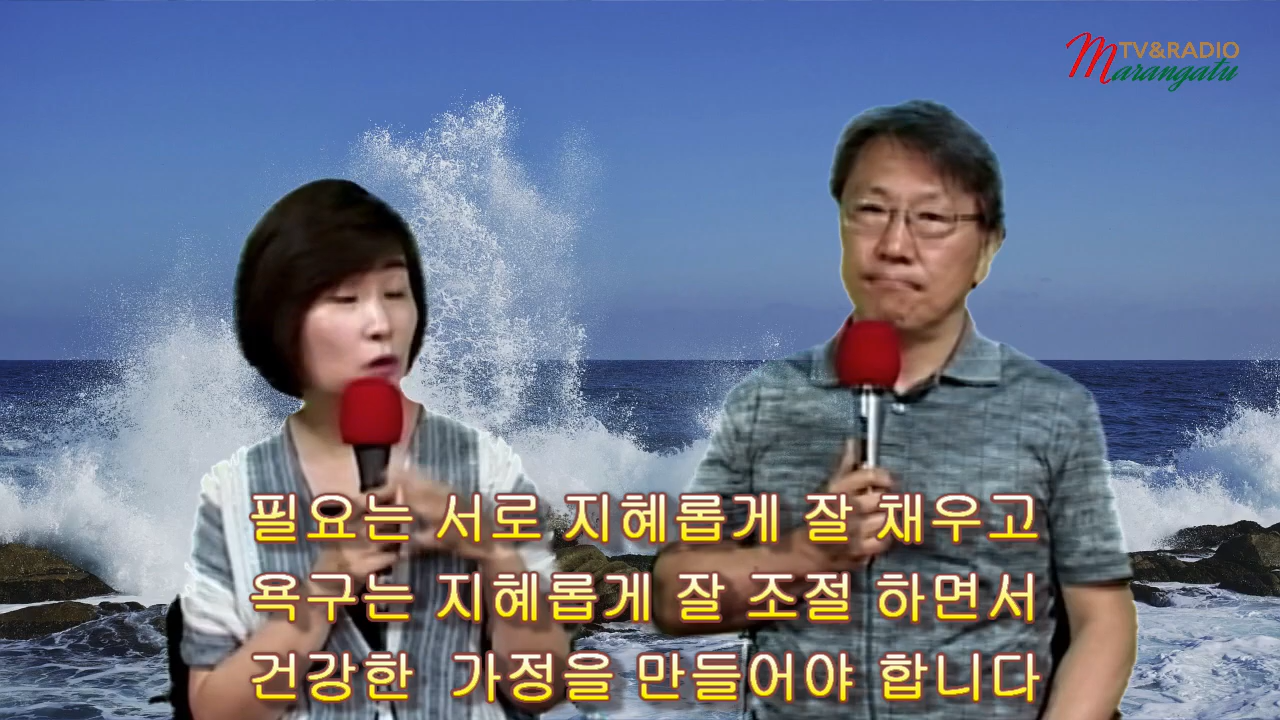 TV&RADIO
Marangatu
필요는 서로 지혜롭게 잘 채우고
욕구는 지혜롭게 잘 조절 하면서
건강한 가정을 만들어야 합니다